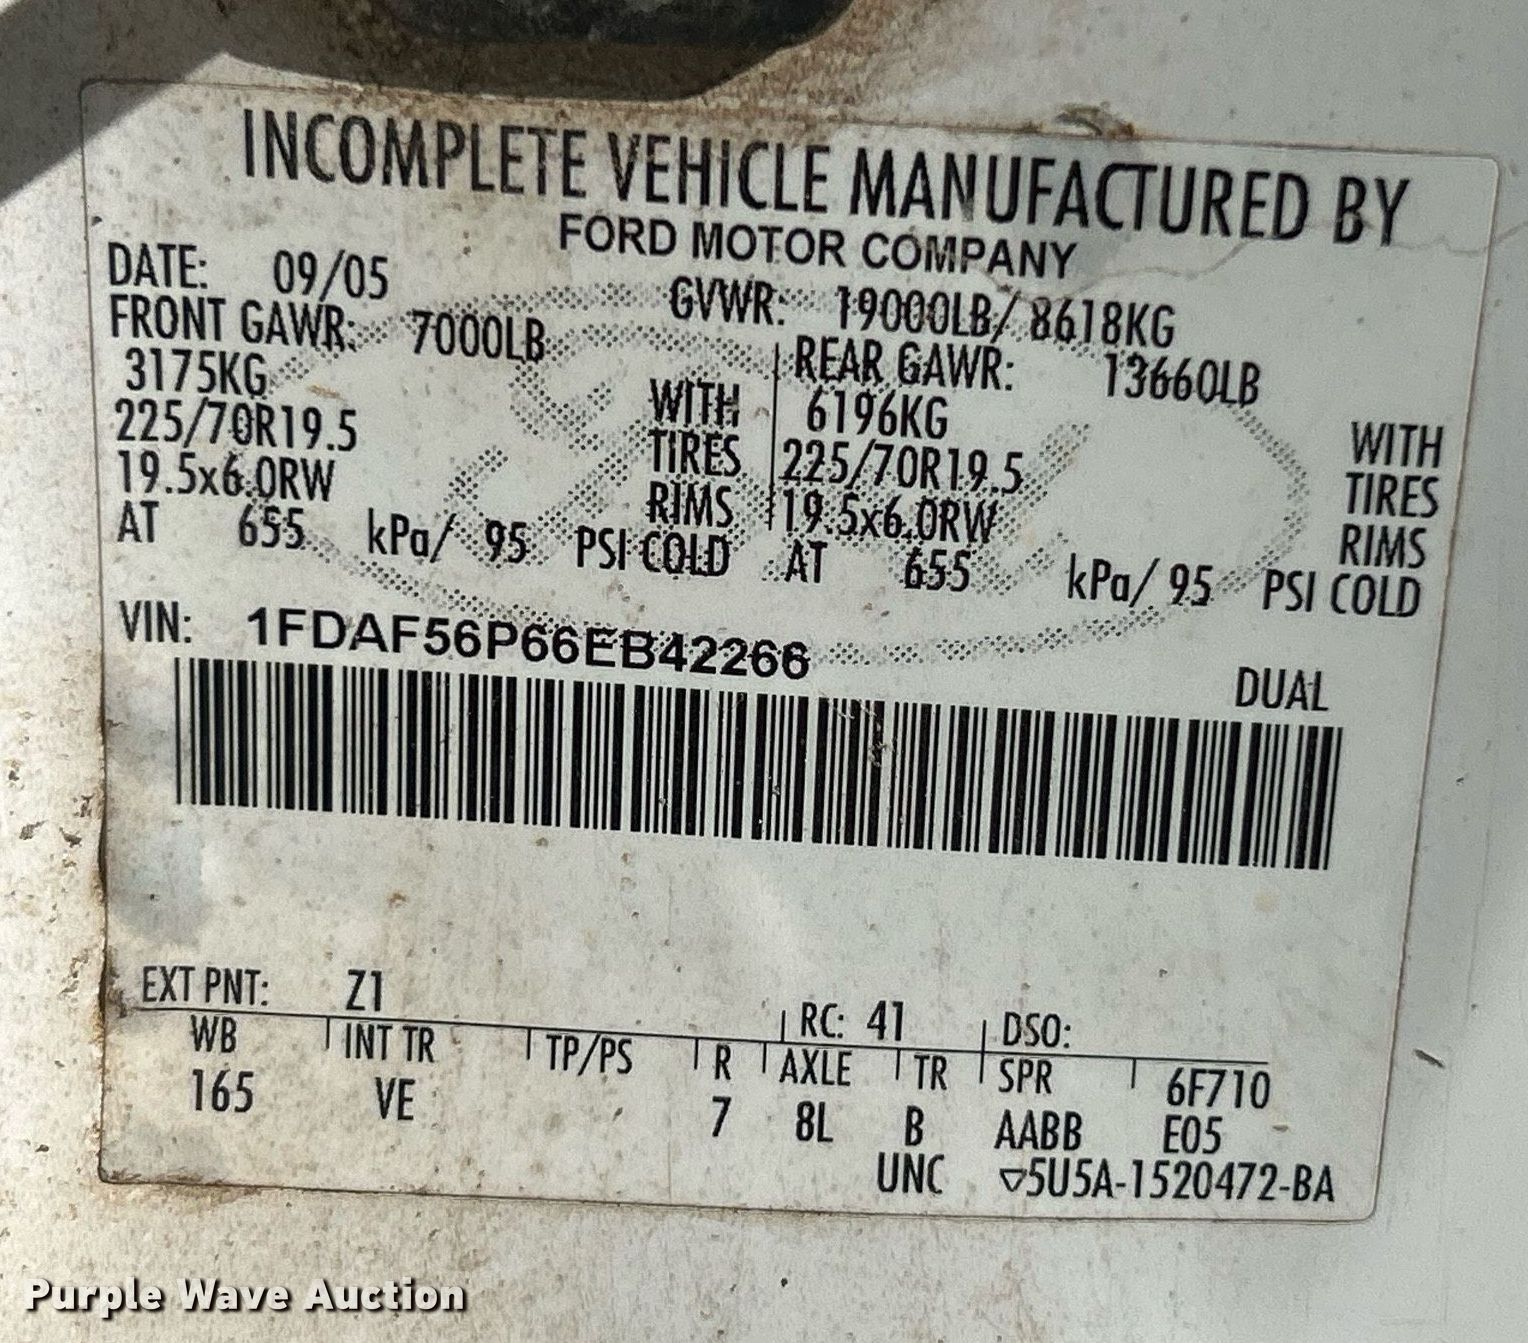 INCOMPLETE VEHICLE MANUFACTURED BY
FORD MOTOR COMPANY
DATE: 09/05 GVWR: 19000LB/ 8618KG
FRONT GAWR: 7000LB REAR GAWR: 13660LB
3175KG WITH 6196KG WITH
225/70R19.5 TIRES 225/70R19.5 TIRES
19.5x6.0RW RIMS 19.5x6.0RW RIMS
AT 655 kPa/ 95 PSI COLD AT 655 kPa/ 95 PSI COLD
VIN: 1FDAF56P66EB42266
DUAL
EXT PNT: Z1 RC: 41 DSO:
WB INT TR TP/PS R AXLE TR SPR 6F710
165 VE 7 8L B AABB E05
UNC ▽5U5A-1520472-BA
Purple Wave Auction